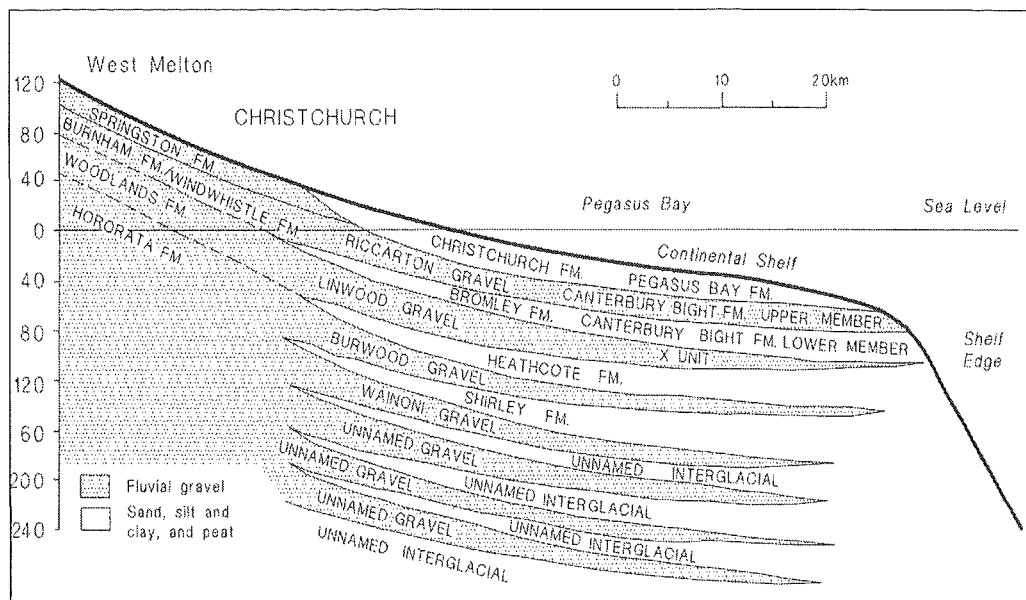 West Melton
CHRISTCHURCH
0 10 20km
120
80
40
0
40
80
120
60
200
240
Pegasus Bay
Sea Level
Continental Shelf
Shelf
Edge
SPRINGSTON FM.
BURNHAM FM./WINDWHISTLE FM.
WOODLANDS FM.
HORORATA FM.
CHRISTCHURCH FM.
PEGASUS BAY FM.
RICCARTON GRAVEL
CANTERBURY BIGHT FM. UPPER MEMBER
BROMLEY FM.
CANTERBURY BIGHT FM. LOWER MEMBER
LINWOOD GRAVEL
X UNIT
HEATHCOTE FM.
BURWOOD GRAVEL
SHIRLEY FM.
WAINONI GRAVEL
UNNAMED INTERGLACIAL
UNNAMED GRAVEL
UNNAMED INTERGLACIAL
UNNAMED GRAVEL
UNNAMED INTERGLACIAL
UNNAMED GRAVEL
UNNAMED INTERGLACIAL
Fluvial gravel
Sand, silt and
clay, and peat